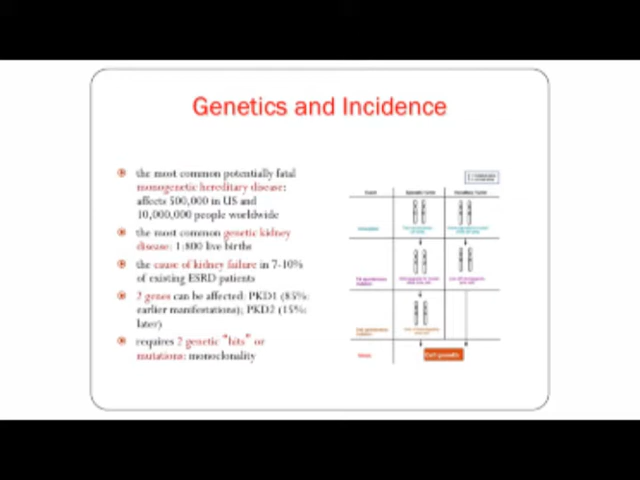 Genetics and Incidence
the most common potentially fatal
monogenetic hereditary disease:
affects 500,000 in US and
10,000,000 people worldwide
the most common genetic kidney
disease: 1:800 live births
the cause of kidney failure in 7-10%
of existing ESRD patients
2 genes can be affected: PKD1 (85%:
earlier manifestations); PKD2 (15%:
later)
requires 2 genetic "hits" or
mutations: monoclonality
Cell growth